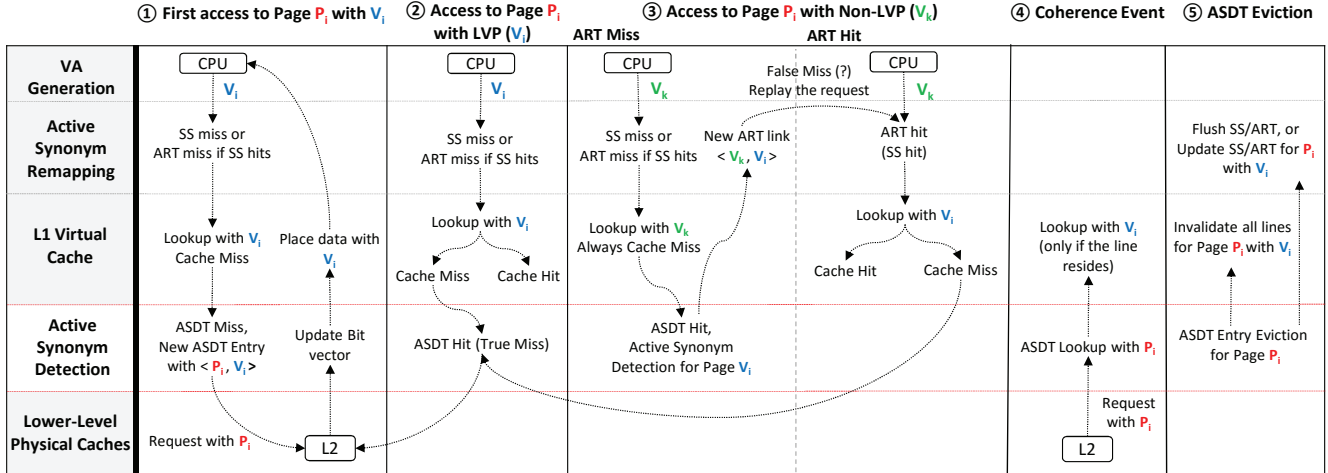 ① First access to Page Pi with Vi
② Access to Page Pi
with LVP (Vi)
③ Access to Page Pi with Non-LVP (Vk)
ART Miss
ART Hit
④ Coherence Event
⑤ ASDT Eviction
VA
Generation
CPU
Vi
CPU
Vi
CPU
Vk
False Miss (?)
Replay the request
CPU
Vk
Active
Synonym
Remapping
SS miss or
ART miss if SS hits
SS miss or
ART miss if SS hits
SS miss or
ART miss if SS hits
New ART link
< Vk, Vi>
ART hit
(SS hit)
Flush SS/ART, or
Update SS/ART for Pi
with Vi
L1 Virtual
Cache
Lookup with Vi
Cache Miss
Place data with
Vi
Lookup with Vi
Cache Miss
Cache Hit
Lookup with Vk
Always Cache Miss
Lookup with Vi
Cache Hit
Cache Miss
Lookup with Vi
(only if the line
resides)
Invalidate all lines
for Page Pi with Vi
Active
Synonym
Detection
ASDT Miss,
New ASDT Entry
with < Pi, Vi>
Update Bit
vector
ASDT Hit (True Miss)
ASDT Hit,
Active Synonym
Detection for Page Vi
ASDT Lookup with Pi
ASDT Entry Eviction
for Page Pi
Lower-Level
Physical Caches
Request with Pi
L2
Request
with Pi
L2